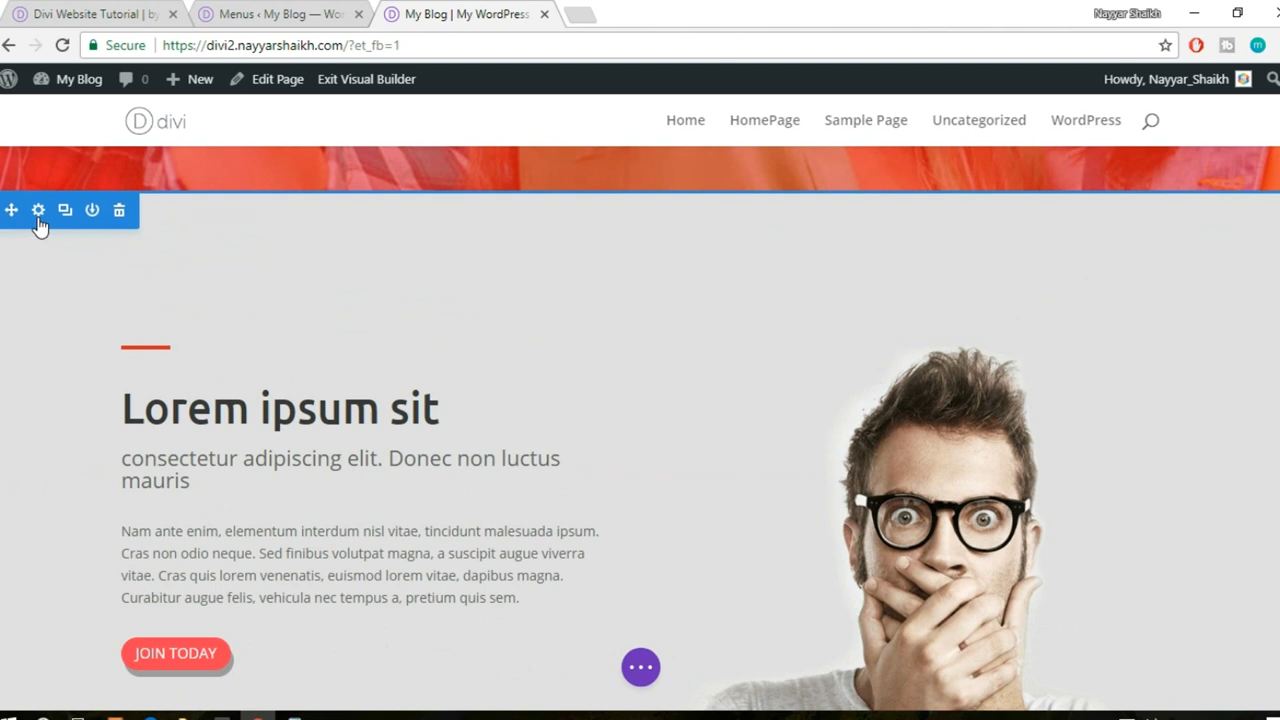 Divi Website Tutorial | by
Menus ‹ My Blog — Wor
My Blog | My WordPress
Nayyar Shaikh
Secure
https://divi2.nayyarshaikh.com/?et_fb=1
My Blog
0
New
Edit Page
Exit Visual Builder
Howdy, Nayyar_Shaikh
D divi
Home
HomePage
Sample Page
Uncategorized
WordPress
Lorem ipsum sit
consectetur adipiscing elit. Donec non luctus
mauris
Nam ante enim, elementum interdum nisl vitae, tincidunt malesuada ipsum.
Cras non odio neque. Sed finibus volutpat magna, a suscipit augue viverra
vitae. Cras quis lorem venenatis, euismod lorem vitae, dapibus magna.
Curabitur augue felis, vehicula nec tempus a, pretium quis sem.
JOIN TODAY